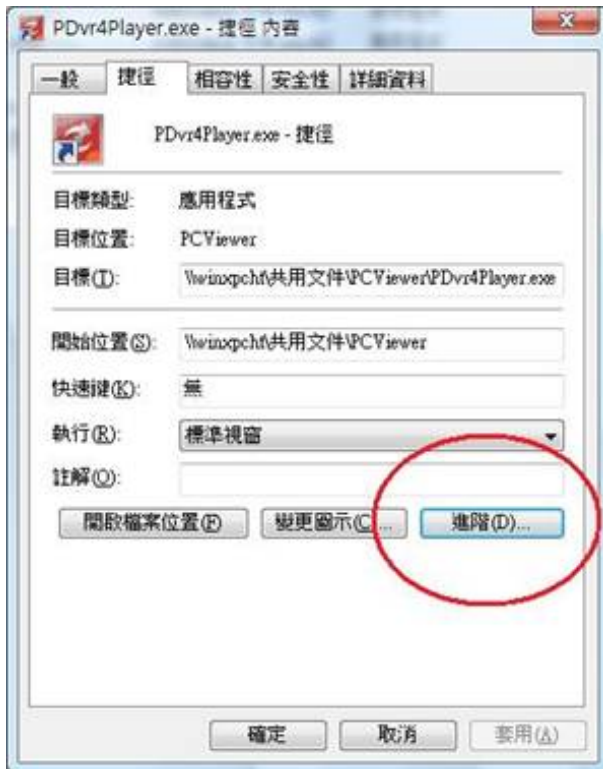 PDvr4Player.exe - 捷徑 內容
一般 捷徑 相容性 安全性 詳細資料
PDvr4Player.exe - 捷徑
目標類型: 應用程式
目標位置: PCViewer
目標(T): \\winxpcht\共用文件\PCViewer\PDvr4Player.exe
開始位置(S): \\winxpcht\共用文件\PCViewer
快速鍵(K): 無
執行(R): 標準視窗
註解(O):
開啟檔案位置(F) 變更圖示(C)... 進階(D)...
確定 取消 套用(A)